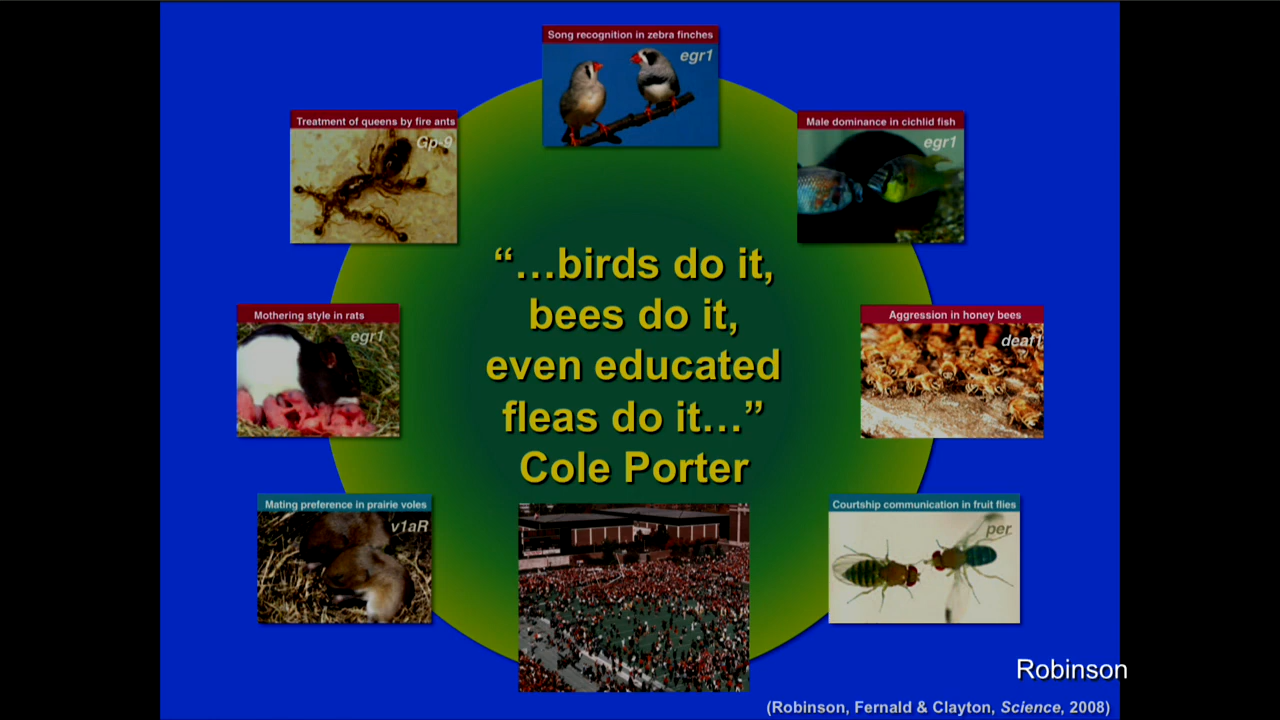 Song recognition in zebra finches
egr1
Treatment of queens by fire ants
Gp-9
Male dominance in cichlid fish
egr1
“…birds do it,
bees do it,
even educated
fleas do it…”
Cole Porter
Mothering style in rats
egr1
Aggression in honey bees
deaf1
Mating preference in prairie voles
v1aR
Courtship communication in fruit flies
per
Robinson
(Robinson, Fernald & Clayton, Science, 2008)